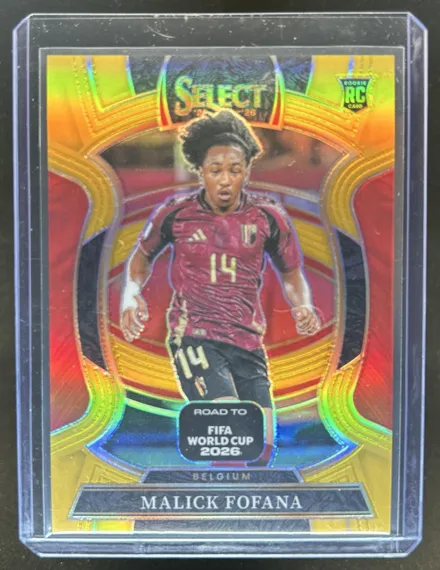 SELECT
ROOKIE
RC
CARD
14
14
ROAD TO
FIFA
WORLD CUP
2026
BELGIUM
MALICK FOFANA